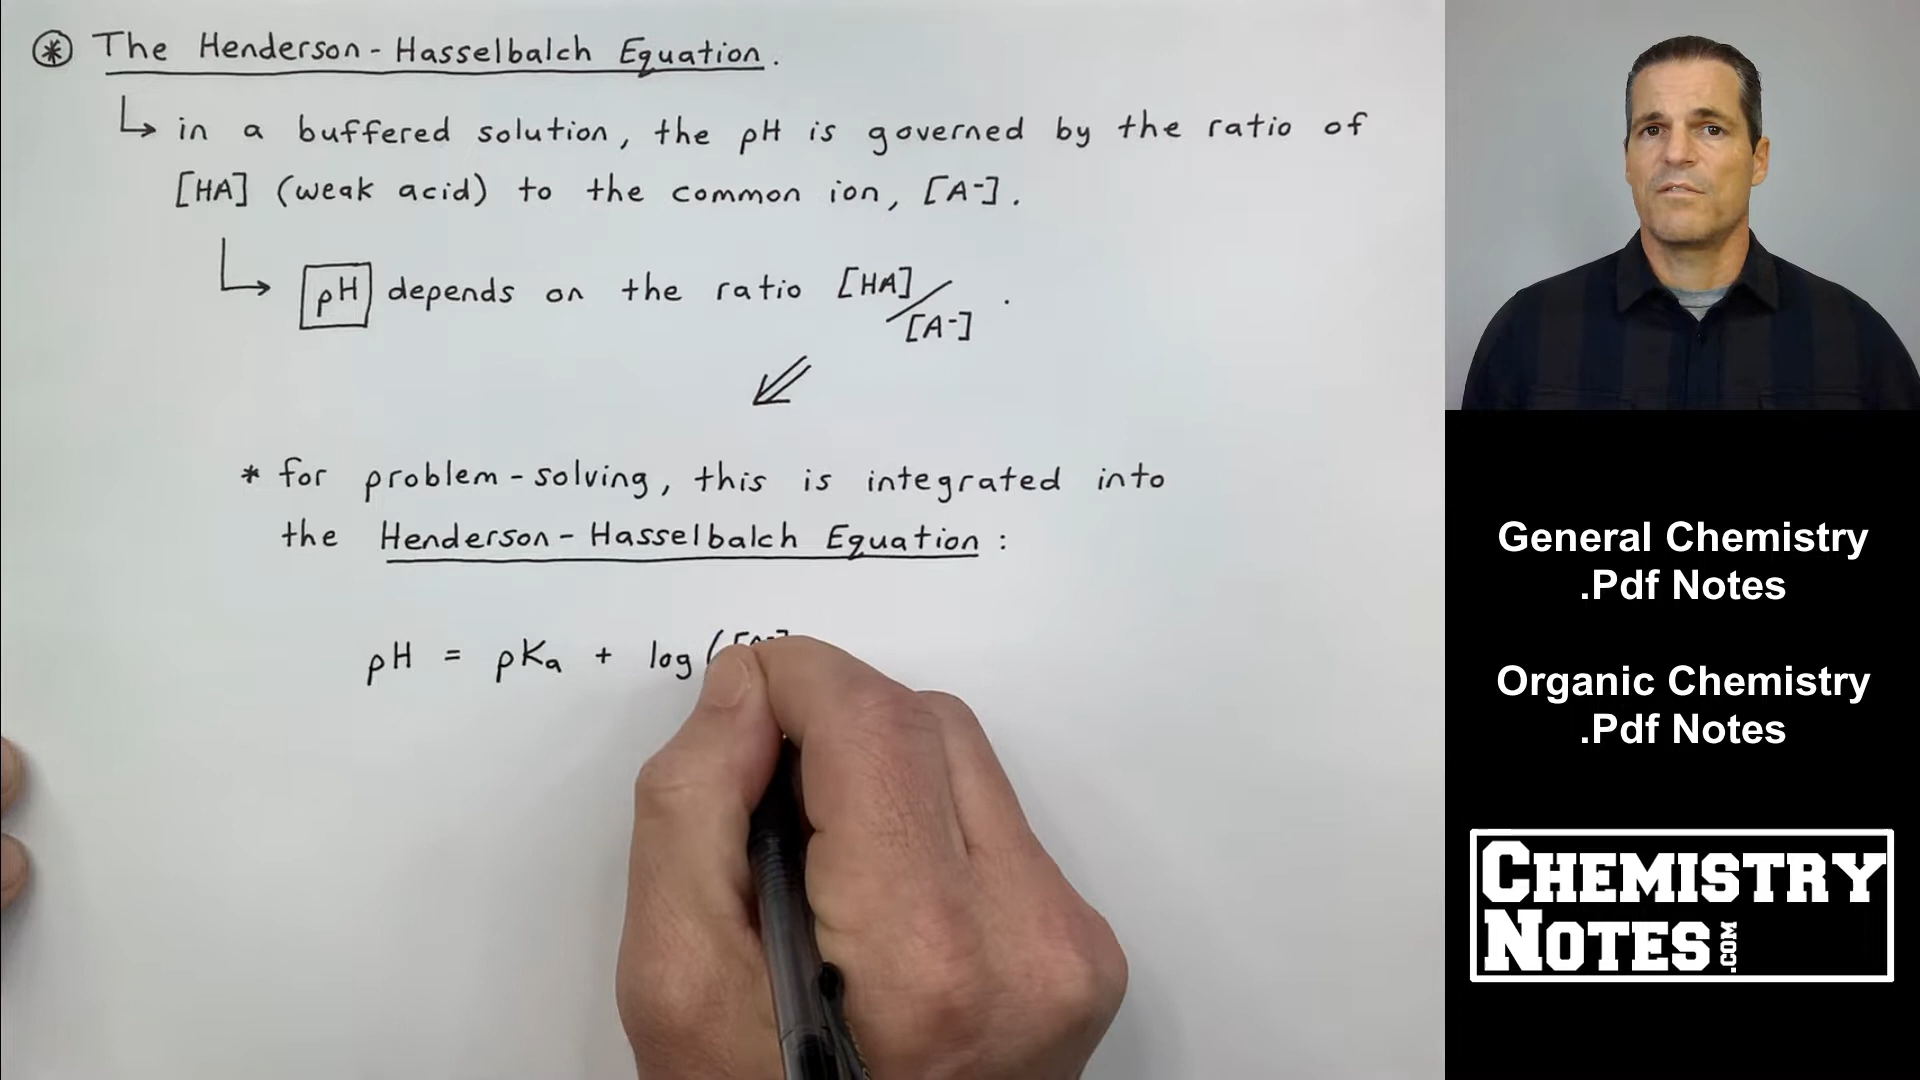 ⊛ The Henderson-Hasselbalch Equation.
↳ in a buffered solution, the pH is governed by the ratio of
[HA] (weak acid) to the common ion, [A⁻].
↳ pH depends on the ratio [HA]/[A⁻].
* for problem-solving, this is integrated into
the Henderson-Hasselbalch Equation:
pH = pKa + log(
General Chemistry
.Pdf Notes
Organic Chemistry
.Pdf Notes
CHEMISTRY
NOTES.COM